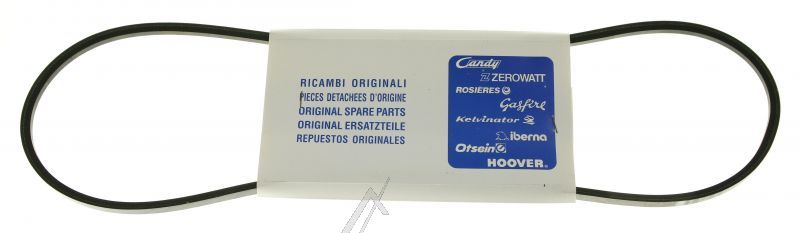 RICAMBI ORIGINALI
PIECES DETACHEES D'ORIGINE
ORIGINAL SPARE PARTS
ORIGINAL ERSATZTEILE
REPUESTOS ORIGINALES
Candy
ZEROWATT
ROSIERES
Gasfire
Kelvinator
iberna
Otsein
HOOVER